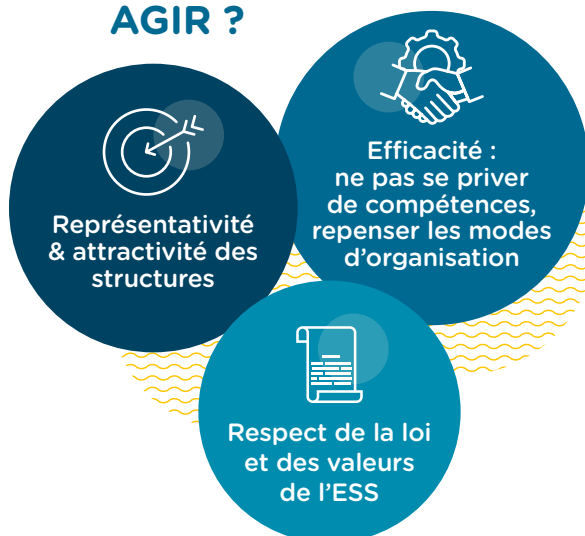 AGIR ?
Représentativité
& attractivité des
structures
Efficacité :
ne pas se priver
de compétences,
repenser les modes
d’organisation
Respect de la loi
et des valeurs
de l’ESS